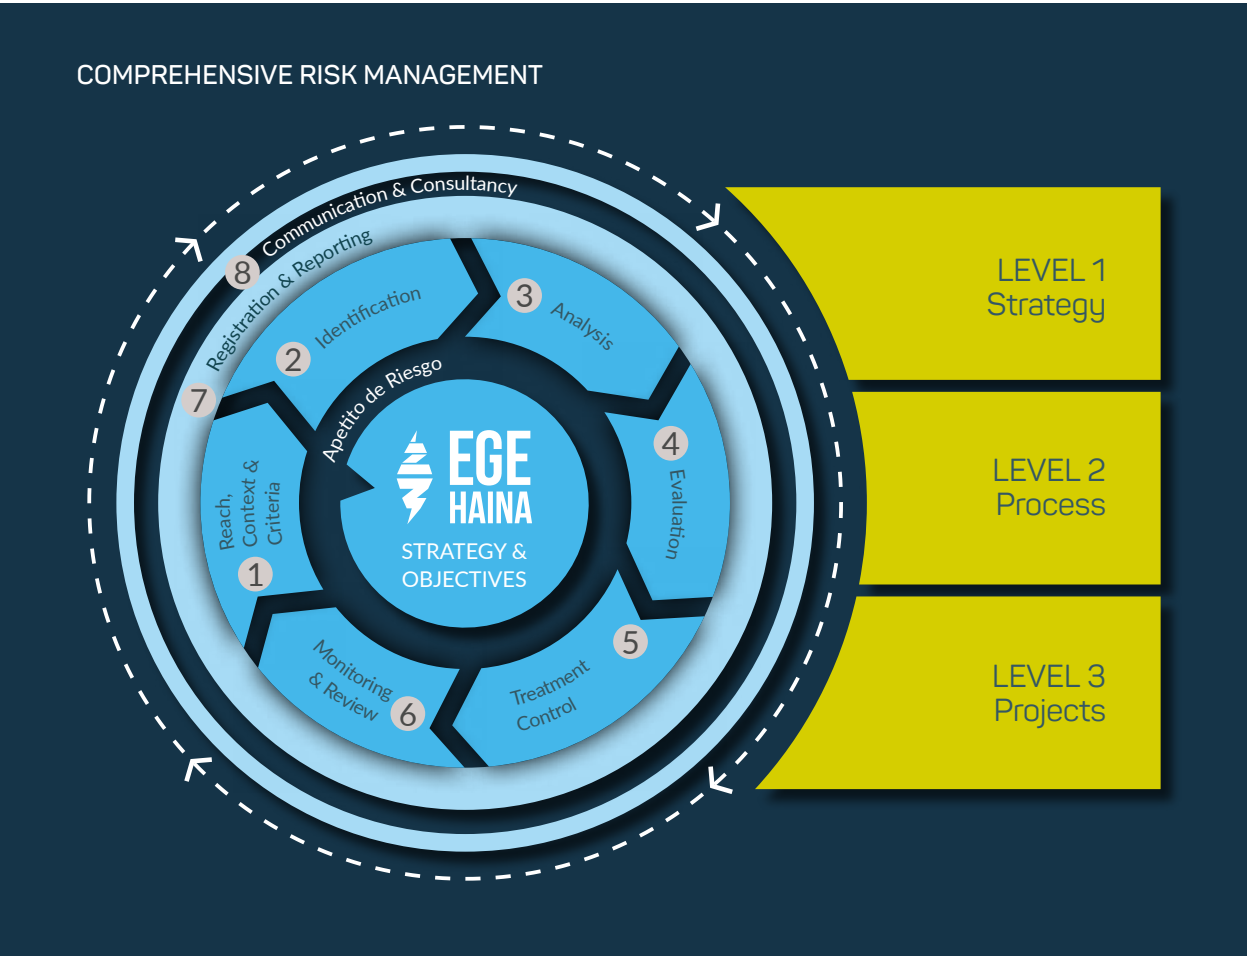 COMPREHENSIVE RISK MANAGEMENT
8
Communication & Consultancy
7
Registration & Reporting
2
Identification
3
Analysis
4
Evaluation
5
Treatment
Control
6
Monitoring
& Review
1
Reach,
Context &
Criteria
Apetito de Riesgo
EGE
HAINA
STRATEGY &
OBJECTIVES
LEVEL 1
Strategy
LEVEL 2
Process
LEVEL 3
Projects